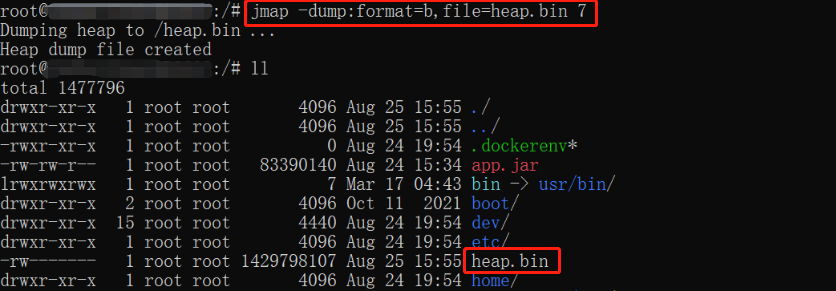 root@ :/# jmap -dump:format=b,file=heap.bin 7
Dumping heap to /heap.bin ...
Heap dump file created
root@ :/# ll
total 1477796
drwxr-xr-x 1 root root 4096 Aug 25 15:55 ./
drwxr-xr-x 1 root root 4096 Aug 25 15:55 ../
-rwxr-xr-x 1 root root 0 Aug 24 19:54 .dockerenv*
-rw-rw-r-- 1 root root 83390140 Aug 24 15:34 app.jar
lrwxrwxrwx 1 root root 7 Mar 17 04:43 bin -> usr/bin/
drwxr-xr-x 2 root root 4096 Oct 11 2021 boot/
drwxr-xr-x 15 root root 4440 Aug 24 19:54 dev/
drwxr-xr-x 1 root root 4096 Aug 24 19:54 etc/
-rw------- 1 root root 1429798107 Aug 25 15:55 heap.bin
drwxr-xr-x 1 root root 4096 Aug 24 19:54 home/